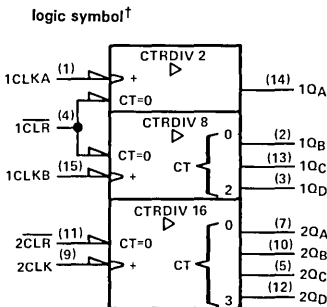 logic symbol†
CTRDIV 2
(1)
1CLKA
+
(14)
1QA
(4)
CT=0
1CLR
CTRDIV 8
0
(2)
1QB
(15)
CT=0
CT
(13)
1QC
1CLKB
+
2
(3)
1QD
CTRDIV 16
0
(7)
2QA
(11)
2CLR
CT=0
(10)
2QB
(9)
2CLK
+
CT
(5)
2QC
3
(12)
2QD